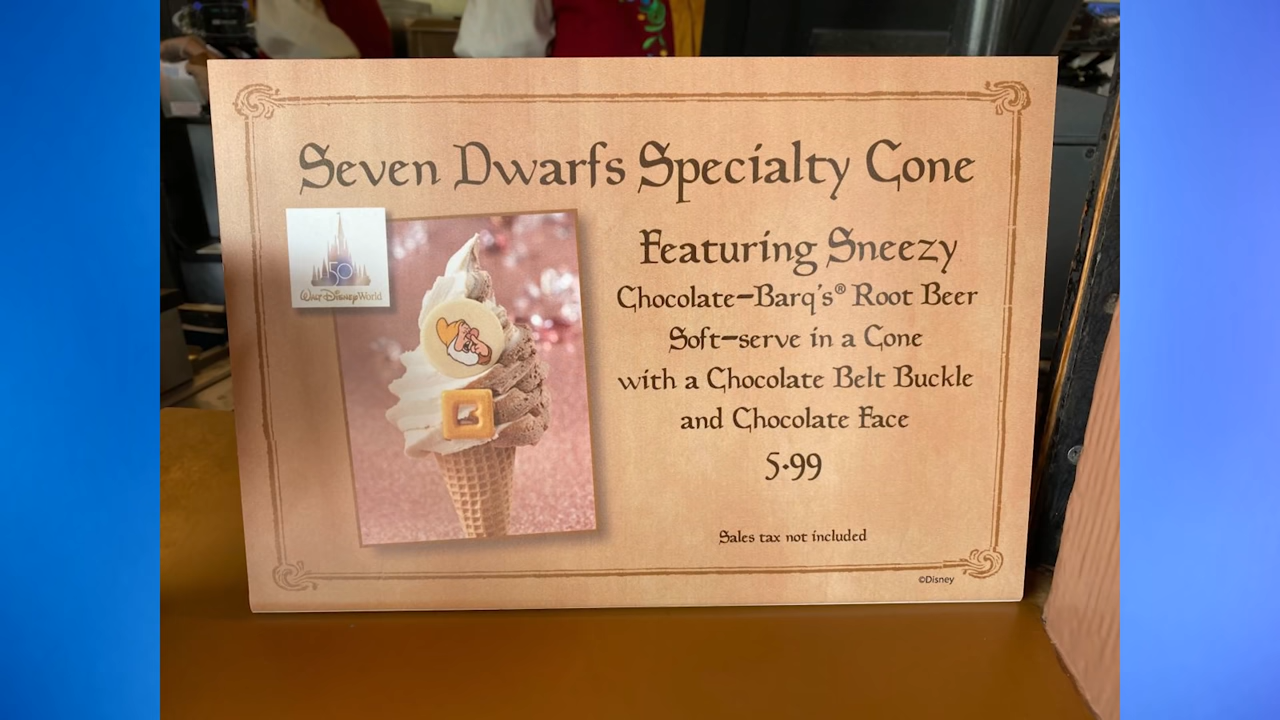 Seven Dwarfs Specialty Cone
50
Walt Disney World
Featuring Sneezy
Chocolate-Barq's® Root Beer
Soft-serve in a Cone
with a Chocolate Belt Buckle
and Chocolate Face
5.99
Sales tax not included
©Disney